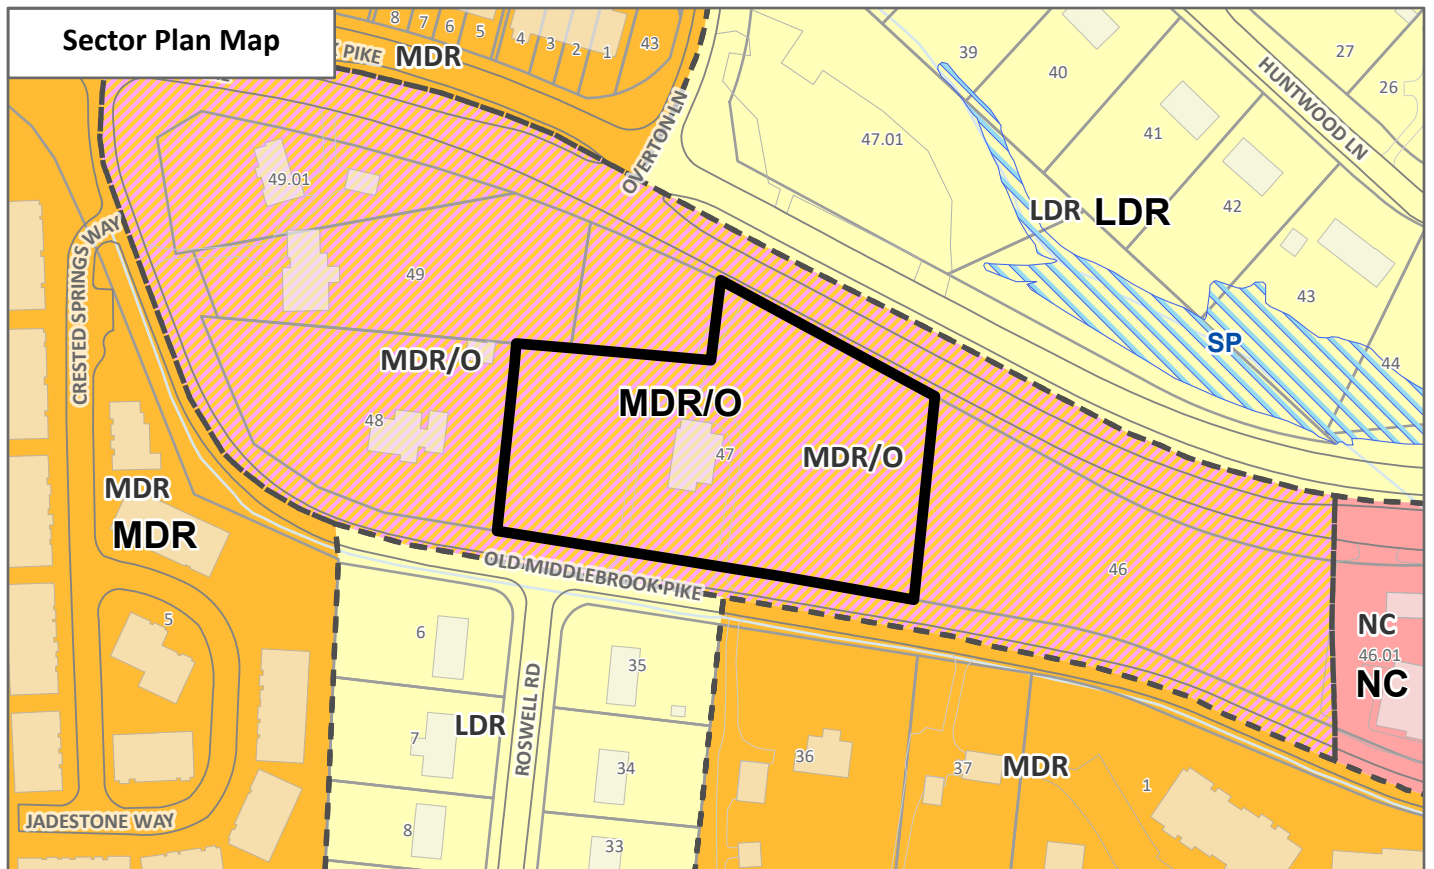 Sector Plan Map
8
7
6
5
4
3
2
1
43
PIKE
MDR
OVERTON LN
39
40
27
26
HUNTWOOD LN
47.01
41
42
LDR
LDR
43
44
SP
49.01
49
CRESTED SPRINGS WAY
MDR/O
MDR/O
48
47
MDR/O
MDR
MDR
OLD MIDDLEBROOK PIKE
46
NC
46.01
NC
5
6
35
ROSWELL RD
LDR
7
34
36
37
MDR
1
8
33
JADESTONE WAY